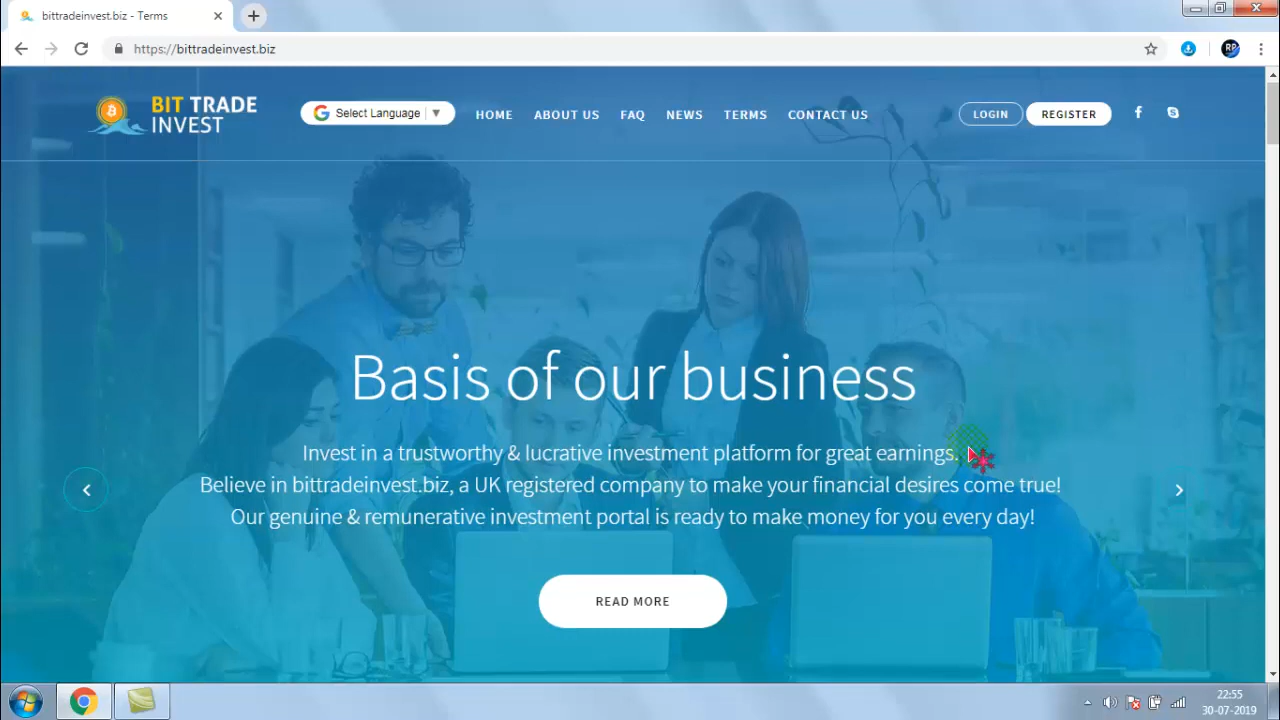 bittradeinvest.biz - Terms
https://bittradeinvest.biz
BIT TRADE
INVEST
Select Language
HOME
ABOUT US
FAQ
NEWS
TERMS
CONTACT US
LOGIN
REGISTER
Basis of our business
Invest in a trustworthy & lucrative investment platform for great earnings.
Believe in bittradeinvest.biz, a UK registered company to make your financial desires come true!
Our genuine & remunerative investment portal is ready to make money for you every day!
READ MORE
22:55
30-07-2019